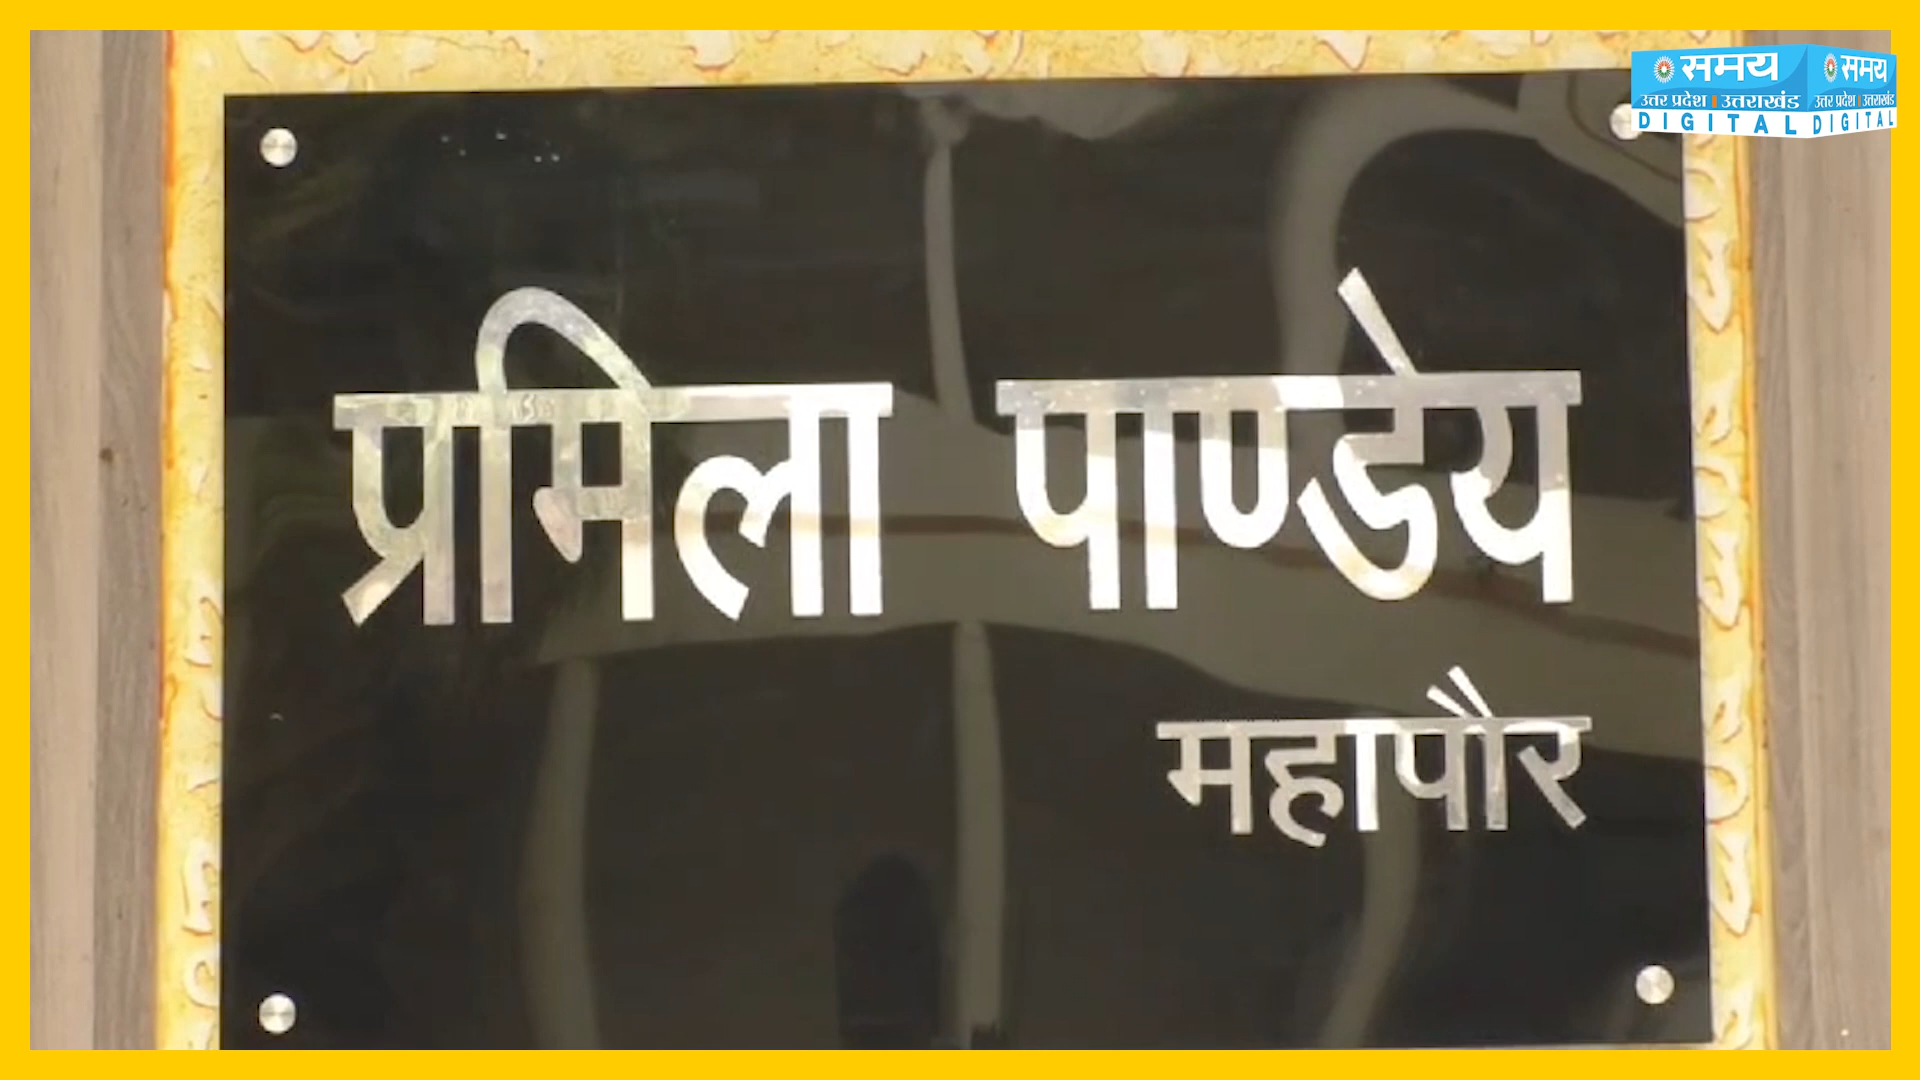 समय समय
उत्तर प्रदेश | उत्तराखंड उत्तर प्रदेश | उत्तराखंड
DIGITAL DIGITAL
प्रमिला पाण्डेय
महापौर